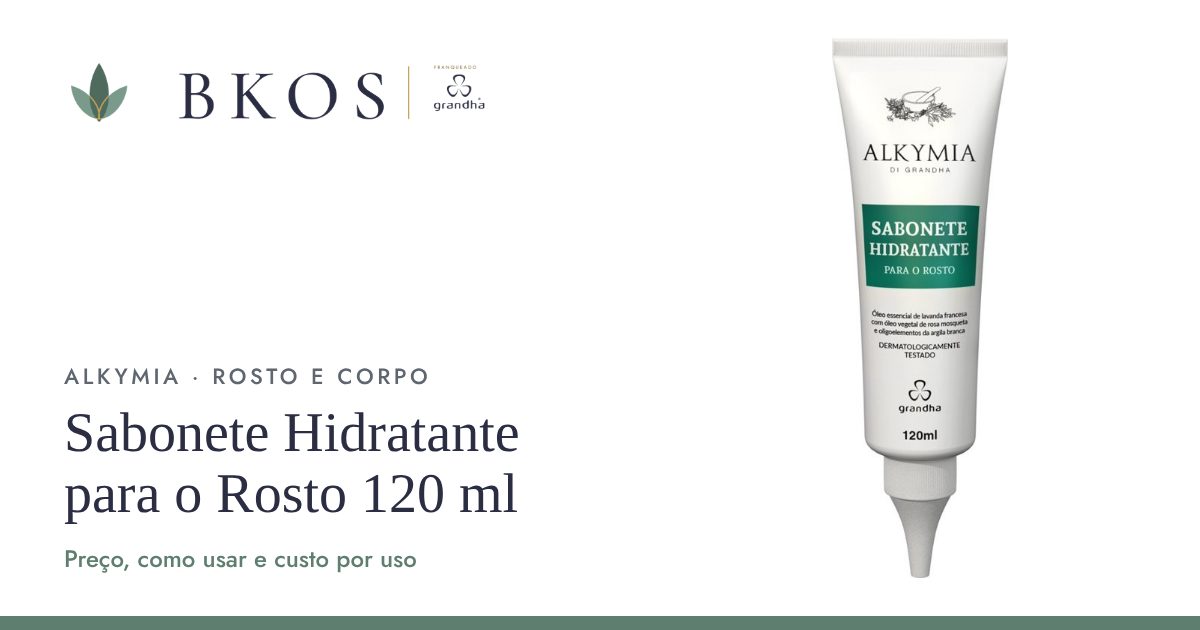 BKOS
FRANQUEADO
grandha
ALKYMIA · ROSTO E CORPO
Sabonete Hidratante
para o Rosto 120 ml
Preço, como usar e custo por uso
ALKYMIA
DI GRANDHA
SABONETE
HIDRATANTE
PARA O ROSTO
Óleo essencial de lavanda francesa
com óleo vegetal de rosa mosqueta
e oligoelementos da argila branca
DERMATOLOGICAMENTE
TESTADO
grandha
120ml